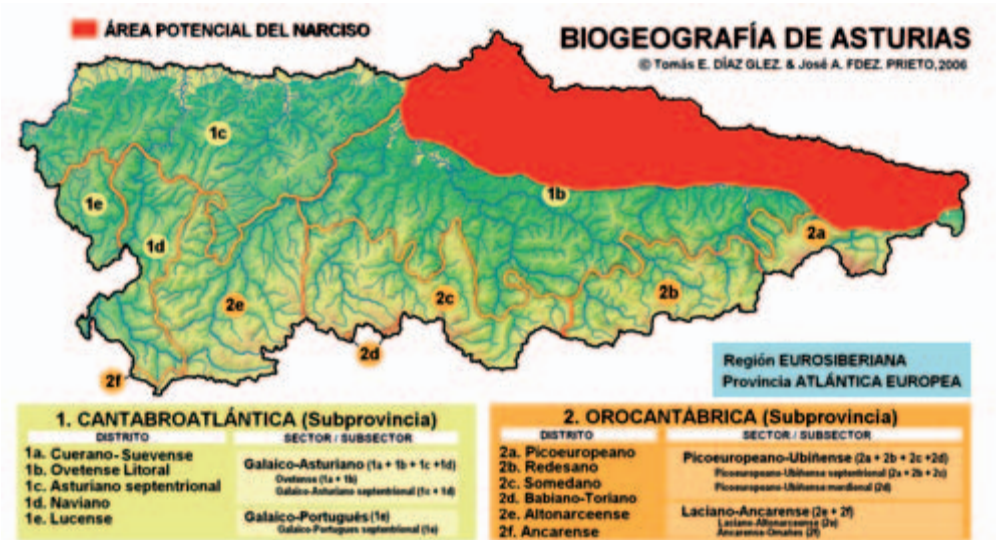 ÁREA POTENCIAL DEL NARCISO
BIOGEOGRAFÍA DE ASTURIAS
© Tomás E. DÍAZ GLEZ. & José A. FDEZ. PRIETO, 2006
1c
1e
1b
1d
2a
2e
2c
2b
2d
2f
Región EUROSIBERIANA
Provincia ATLÁNTICA EUROPEA
1. CANTABROATLÁNTICA (Subprovincia)
DISTRITO
SECTOR / SUBSECTOR
1a. Cuerano-Suevense
1b. Ovetense Litoral
1c. Asturiano septentrional
1d. Naviano
1e. Lucense
Galaico-Asturiano (1a + 1b + 1c +1d)
Ovetense (1a + 1b)
Galaico-Asturiano septentrional (1c + 1d)
Galaico-Portugués (1e)
Galaico-Portugues septentrional (1e)
2. OROCANTÁBRICA (Subprovincia)
DISTRITO
SECTOR / SUBSECTOR
2a. Picoeuropeano
2b. Redesano
2c. Somedano
2d. Babiano-Toriano
2e. Altonarceense
2f. Ancarense
Picoeuropeano-Ubiñense (2a + 2b + 2c +2d)
Picoeuropeano-Ubiñense septentrional (2a + 2b + 2c)
Picoeuropeano-Ubiñense meridional (2d)
Laciano-Ancarense (2e + 2f)
Laciano-Altonarceense (2e)
Ancarense-Omañes (2f)